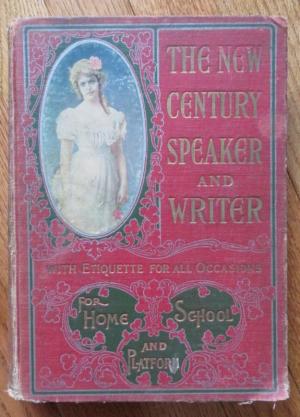 THE NEW
CENTURY
SPEAKER
AND
WRITER
WITH ETIQUETTE FOR ALL OCCASIONS
FOR
HOME SCHOOL
AND
PLATFORM